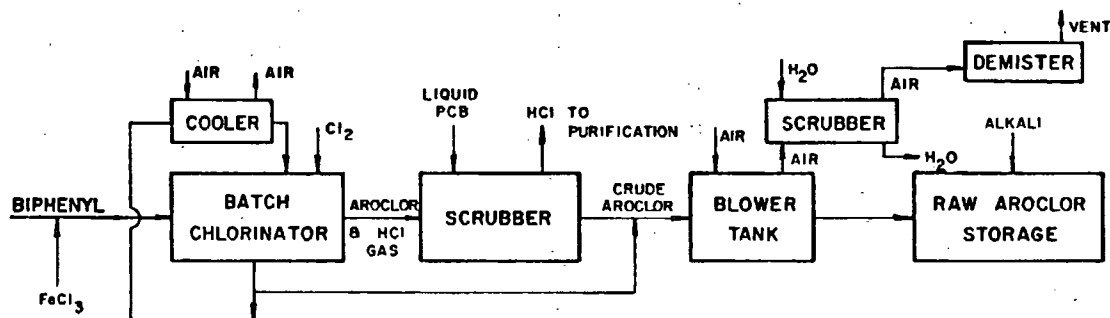 VENT
DEMISTER
AIR
AIR
COOLER
Cl2
LIQUID
PCB
HCl TO
PURIFICATION
H2O
AIR
SCRUBBER
AIR
AIR
H2O
ALKALI
BIPHENYL
FeCl3
BATCH
CHLORINATOR
AROCLOR
& HCl
GAS
SCRUBBER
CRUDE
AROCLOR
BLOWER
TANK
RAW AROCLOR
STORAGE